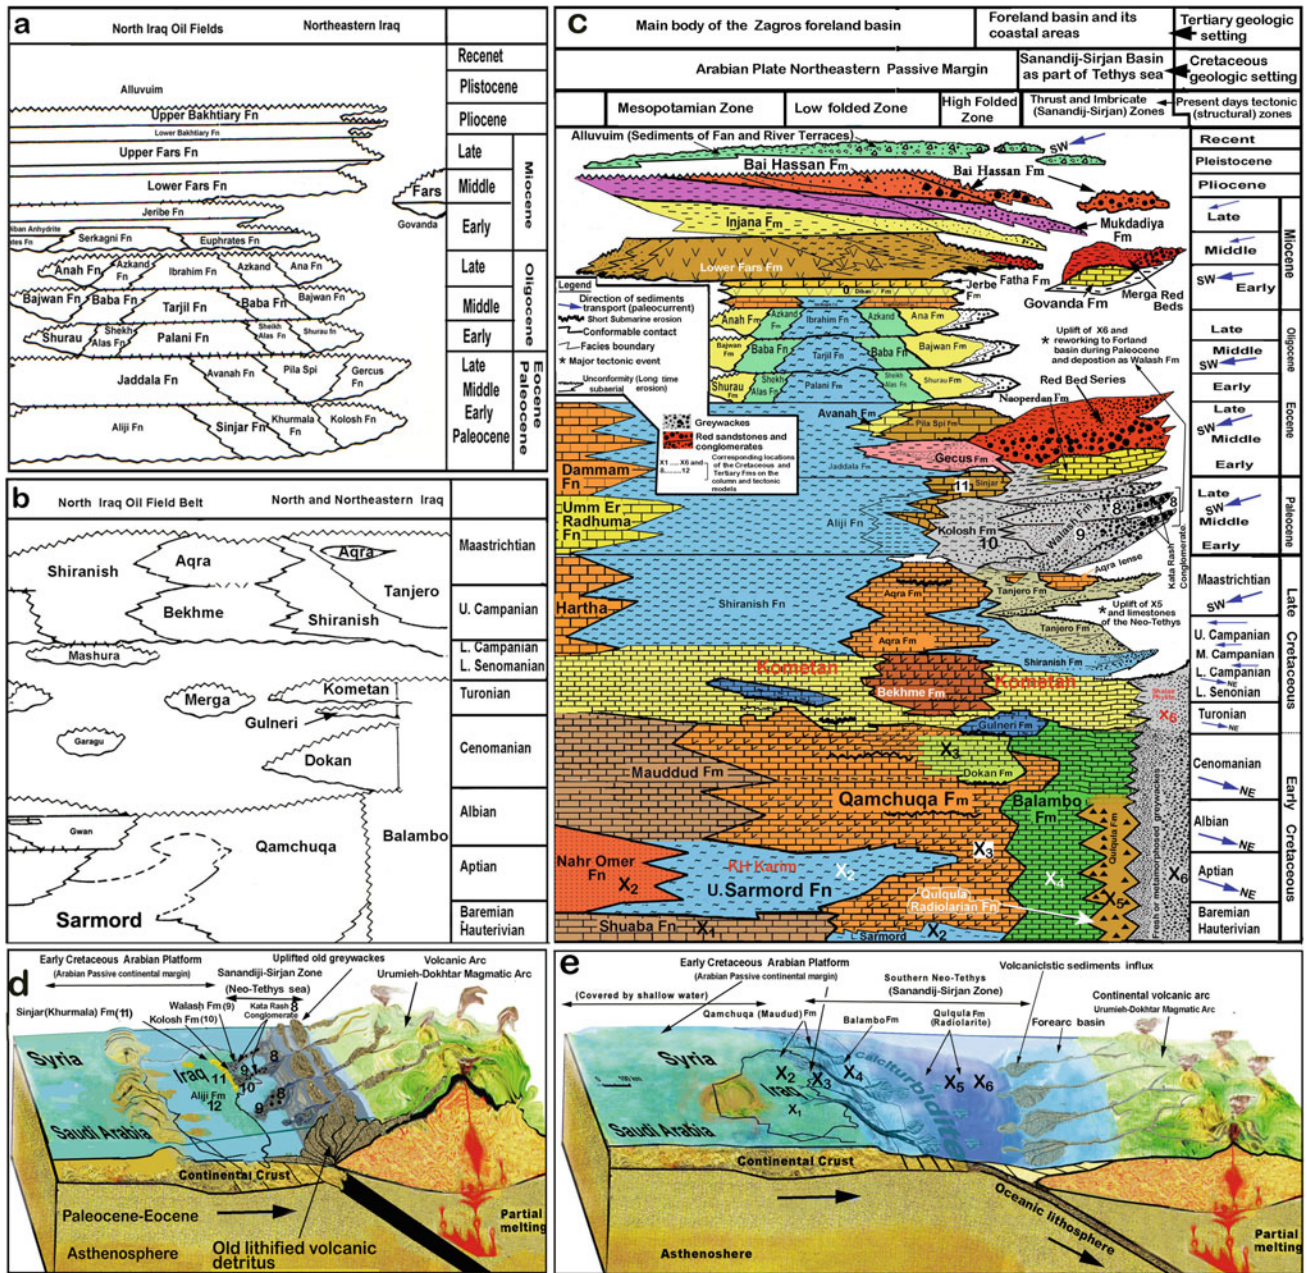 a
North Iraq Oil Fields
Northeastern Iraq
Recenet
Alluvuim
Plistocene
Upper Bakhtiary Fn
Lower Bakhtiary Fn
Pliocene
Upper Fars Fn
Late
Lower Fars Fn
Middle
Fars
Jeribe Fn
Govanda
Early
Miocene
Serkagni Fn
Euphrates Fn
Anah Fn
Azkand Fn
Ibrahim Fn
Azkand
Ana Fn
Late
Bajwan Fn
Baba Fn
Tarjil Fn
Baba Fn
Bajwan Fn
Middle
Shurau
Shekh Alas Fn
Palani Fn
Sheikh Alas Fn
Shurau fn
Early
Oligocene
Jaddala Fn
Avanah Fn
Pila Spi
Gercus Fn
Late
Middle
Early
Aliji Fn
Sinjar Fn
Khurmala Fn
Kolosh Fn
Paleocene
Eocene
Paleocene
b
North Iraq Oil Field Belt
North and Northeastern Iraq
Shiranish
Aqra
Aqra
Maastrichtian
Bekhme
Shiranish
Tanjero
U. Campanian
Mashura
L. Campanian
L. Senomanian
Merga
Kometan
Turonian
Gulneri
Garagu
Dokan
Cenomanian
Gwan
Qamchuqa
Balambo
Albian
Aptian
Sarmord
Baremian
Hauterivian
c
Main body of the Zagros foreland basin
Foreland basin and its coastal areas
Tertiary geologic setting
Arabian Plate Northeastern Passive Margin
Sanandij-Sirjan Basin as part of Tethys sea
Cretaceous geologic setting
Mesopotamian Zone
Low folded Zone
High Folded Zone
Thrust and Imbricate (Sanandij-Sirjan) Zones
Present days tectonic (structural) zones
Alluvuim (Sediments of Fan and River Terraces)
SW
Recent
Bai Hassan Fm
Bai Hassan Fm
Pleistocene
Pliocene
Injana Fm
Mukdadiya Fm
Late
Lower Fars Fm
Middle
Fatha Fm
Jerbe Fm
Govanda Fm
Merga Red Beds
SW
Early
Miocene
Legend
Direction of sediments transport (paleocurrent)
Short Submarine erosion
Conformable contact
Facies boundary
* Major tectonic event
Unconformity (Long time subaerial erosion)
Greywackes
Red sandstones and conglomerates
X1 ..... X6 and 8.........12
Corresponding locations of the Cretaceous and Tertiary Fms on the column and tectonic models
Anah Fm
Azkand Fm
Ibrahim Fn
Azkand
Ana Fm
Late
Bajwan Fm
Baba Fn
Tarjil Fn
Baba Fn
Bajwan Fm
Middle
SW
Shurau Fm
Shekh Alas Fn
Palani Fn
Sheikh Alas Fn
Shurau Fm
Early
Oligocene
Uplift of X6 and
* reworking to Forland
basin during Paleocene
and depostion as Walash Fm
Red Bed Series
Naoperdan Fm
Avanah Fm
Pila Spi Fm
Late
SW
Middle
Early
Eocene
Dammam Fn
Jaddala Fn
Gecus Fm
11
Sinjar
Umm Er Radhuma Fn
Aliji Fn
Kolosh Fm
10
Walash Fm
8
8
9
Late
SW
Middle
Early
Paleocene
Kata Rash Conglomerate.
Aqra lense
Hartha
Shiranish Fn
Aqra Fm
Tanjero Fm
Maastrichtian
SW
* Uplift of X5 and limestones of the Neo-Tethys
Aqra Fm
Tanjero Fm
U. Campanian
M. Campanian
Shiranish Fm
L. Campanian
NE
L. Senonian
Late Cretaceous
Kometan
Bekhme Fm
Kometan
X6
Gulneri Fm
Turonian
NE
Mauddud Fm
X3
Dokan Fm
Cenomanian
NE
Qamchuqa Fm
Balambo Fm
Qulqula Fm
Albian
NE
Nahr Omer Fn
X2
KH Karim
X2
U.Sarmord Fn
X3
X4
X5
X6
Fresh or metamorphosed greywackes
Aptian
NE
Qulqula Radiolarian Fn
Shuaba Fn
X1
Sarmord
X2
Baremian
Hauterivian
Early Cretaceous
d
Early Cretaceous Arabian Platform
(Arabian Passive continental margin)
Uplifted old greywackes
Sanandiji-Sirjan Zone
(Neo-Tethys sea)
Volcanic Arc
Urumieh-Dokhtar Magmatic Arc
Walash Fm (9)
Kolosh Fm (10)
Kata Rash 8
Conglomerate
Sinjar(Khurmala) Fm (11)
Syria
Iraq
11
Aliji Fm
12
8
9
10
8
9
Saudi Arabia
Continental Crust
Paleocene-Eocene
Asthenosphere
Old lithified volcanic detritus
Partial melting
e
Early Cretaceous Arabian Platform
(Arabian Passive continental margin)
(Covered by shallow water)
Southern Neo-Tethys
(Sanandij-Sirjan Zone)
Volcaniclstic sediments influx
Qamchuqa (Maudud) Fm
Balambo Fm
Qulqula Fm
(Radiolarite)
Forearc basin
Continental volcanic arc
Urumieh-Dokhtar Magmatic Arc
Syria
0 100 km
X2
Iraq
X1
X3
X4
Calciturbidite
X5
X6
Saudi Arabia
Continental Crust
Oceanic lithosphere
Asthenoshere
Partial melting